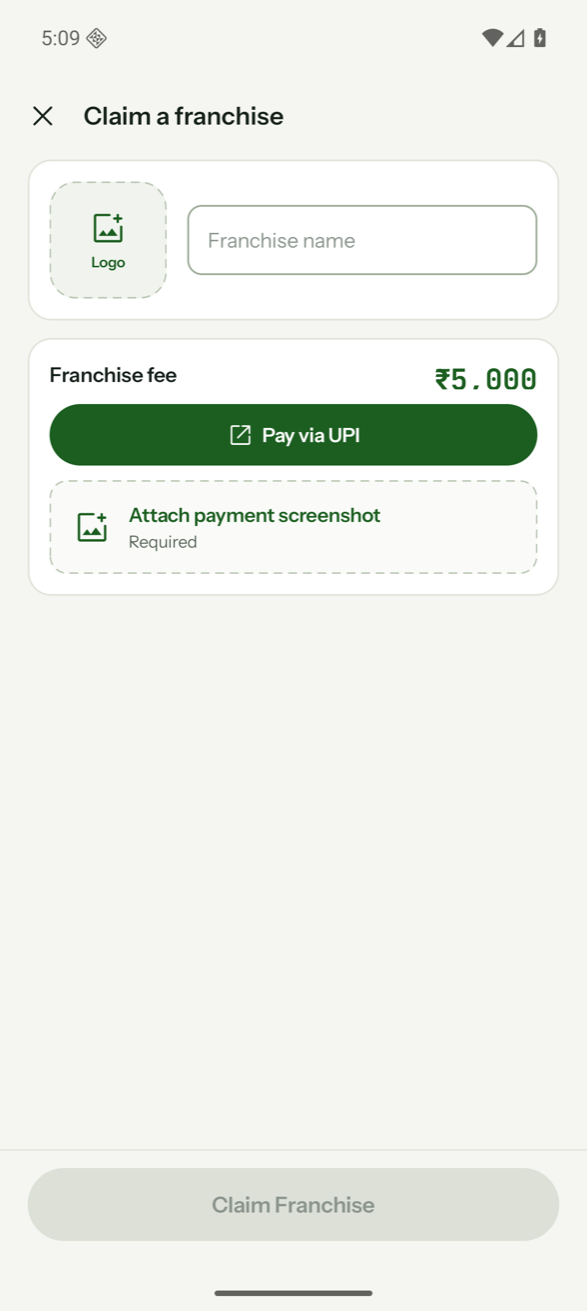 5:09
Claim a franchise
Logo
Franchise name
Franchise fee
₹5,000
Pay via UPI
Attach payment screenshot
Required
Claim Franchise